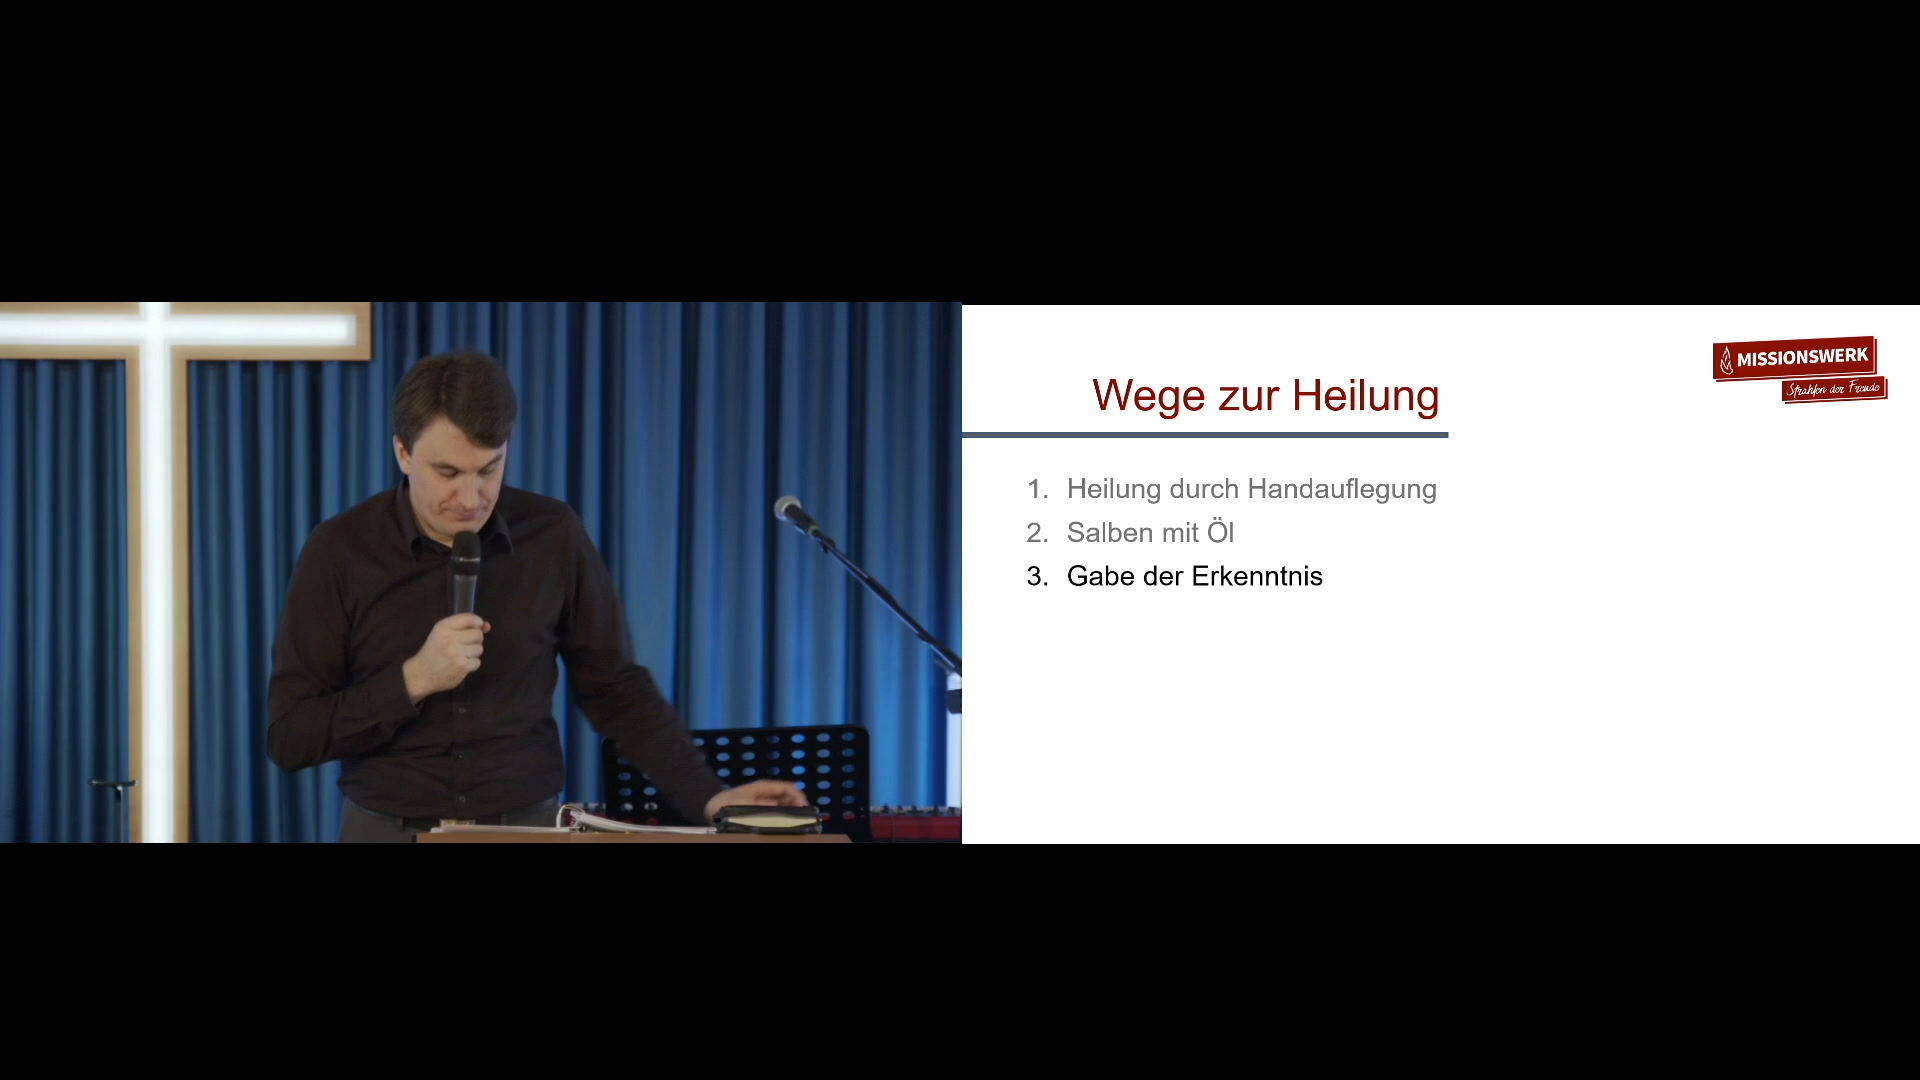 Wege zur Heilung
MISSIONSWERK
Strahlen der Freude
1. Heilung durch Handauflegung
2. Salben mit Öl
3. Gabe der Erkenntnis